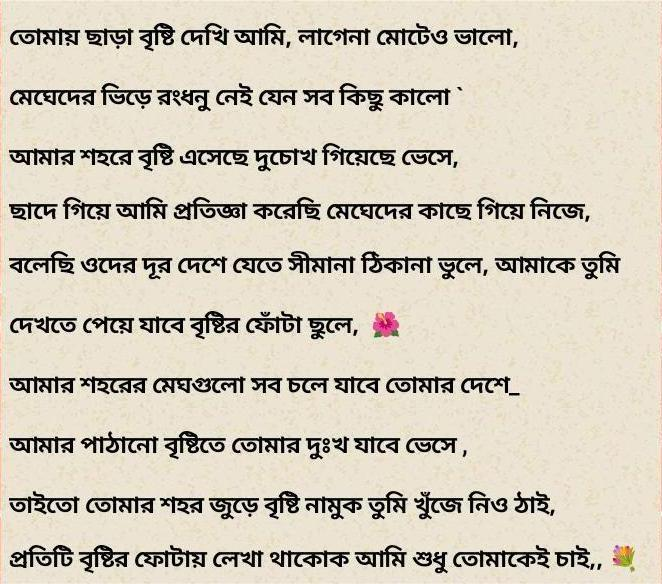 তোমায় ছাড়া বৃষ্টি দেখি আমি, লাগেনা মোটেও ভালো,
মেঘেদের ভিড়ে রংধনু নেই যেন সব কিছু কালো `
আমার শহরে বৃষ্টি এসেছে দুচোখ গিয়েছে ভেসে,
ছাদে গিয়ে আমি প্রতিজ্ঞা করেছি মেঘেদের কাছে গিয়ে নিজে,
বলেছি ওদের দূর দেশে যেতে সীমানা ঠিকানা ভুলে, আমাকে তুমি
দেখতে পেয়ে যাবে বৃষ্টির ফোঁটা ছুলে, 🌺
আমার শহরের মেঘগুলো সব চলে যাবে তোমার দেশে_
আমার পাঠানো বৃষ্টিতে তোমার দুঃখ যাবে ভেসে ,
তাইতো তোমার শহর জুড়ে বৃষ্টি নামুক তুমি খুঁজে নিও ঠাই,
প্রতিটি বৃষ্টির ফোটায় লেখা থাকোক আমি শুধু তোমাকেই চাই,, 💐